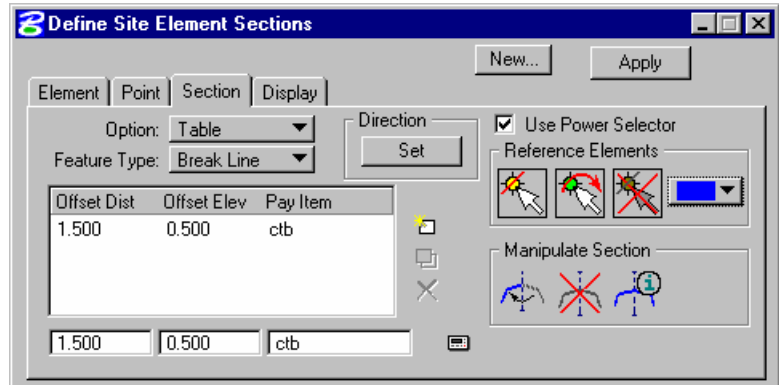 Define Site Element Sections
New... Apply
Element Point Section Display
Option: Table
Feature Type: Break Line
Direction
Set
Use Power Selector
Reference Elements
Offset Dist Offset Elev Pay Item
1.500 0.500 ctb
Manipulate Section
1.500 0.500 ctb